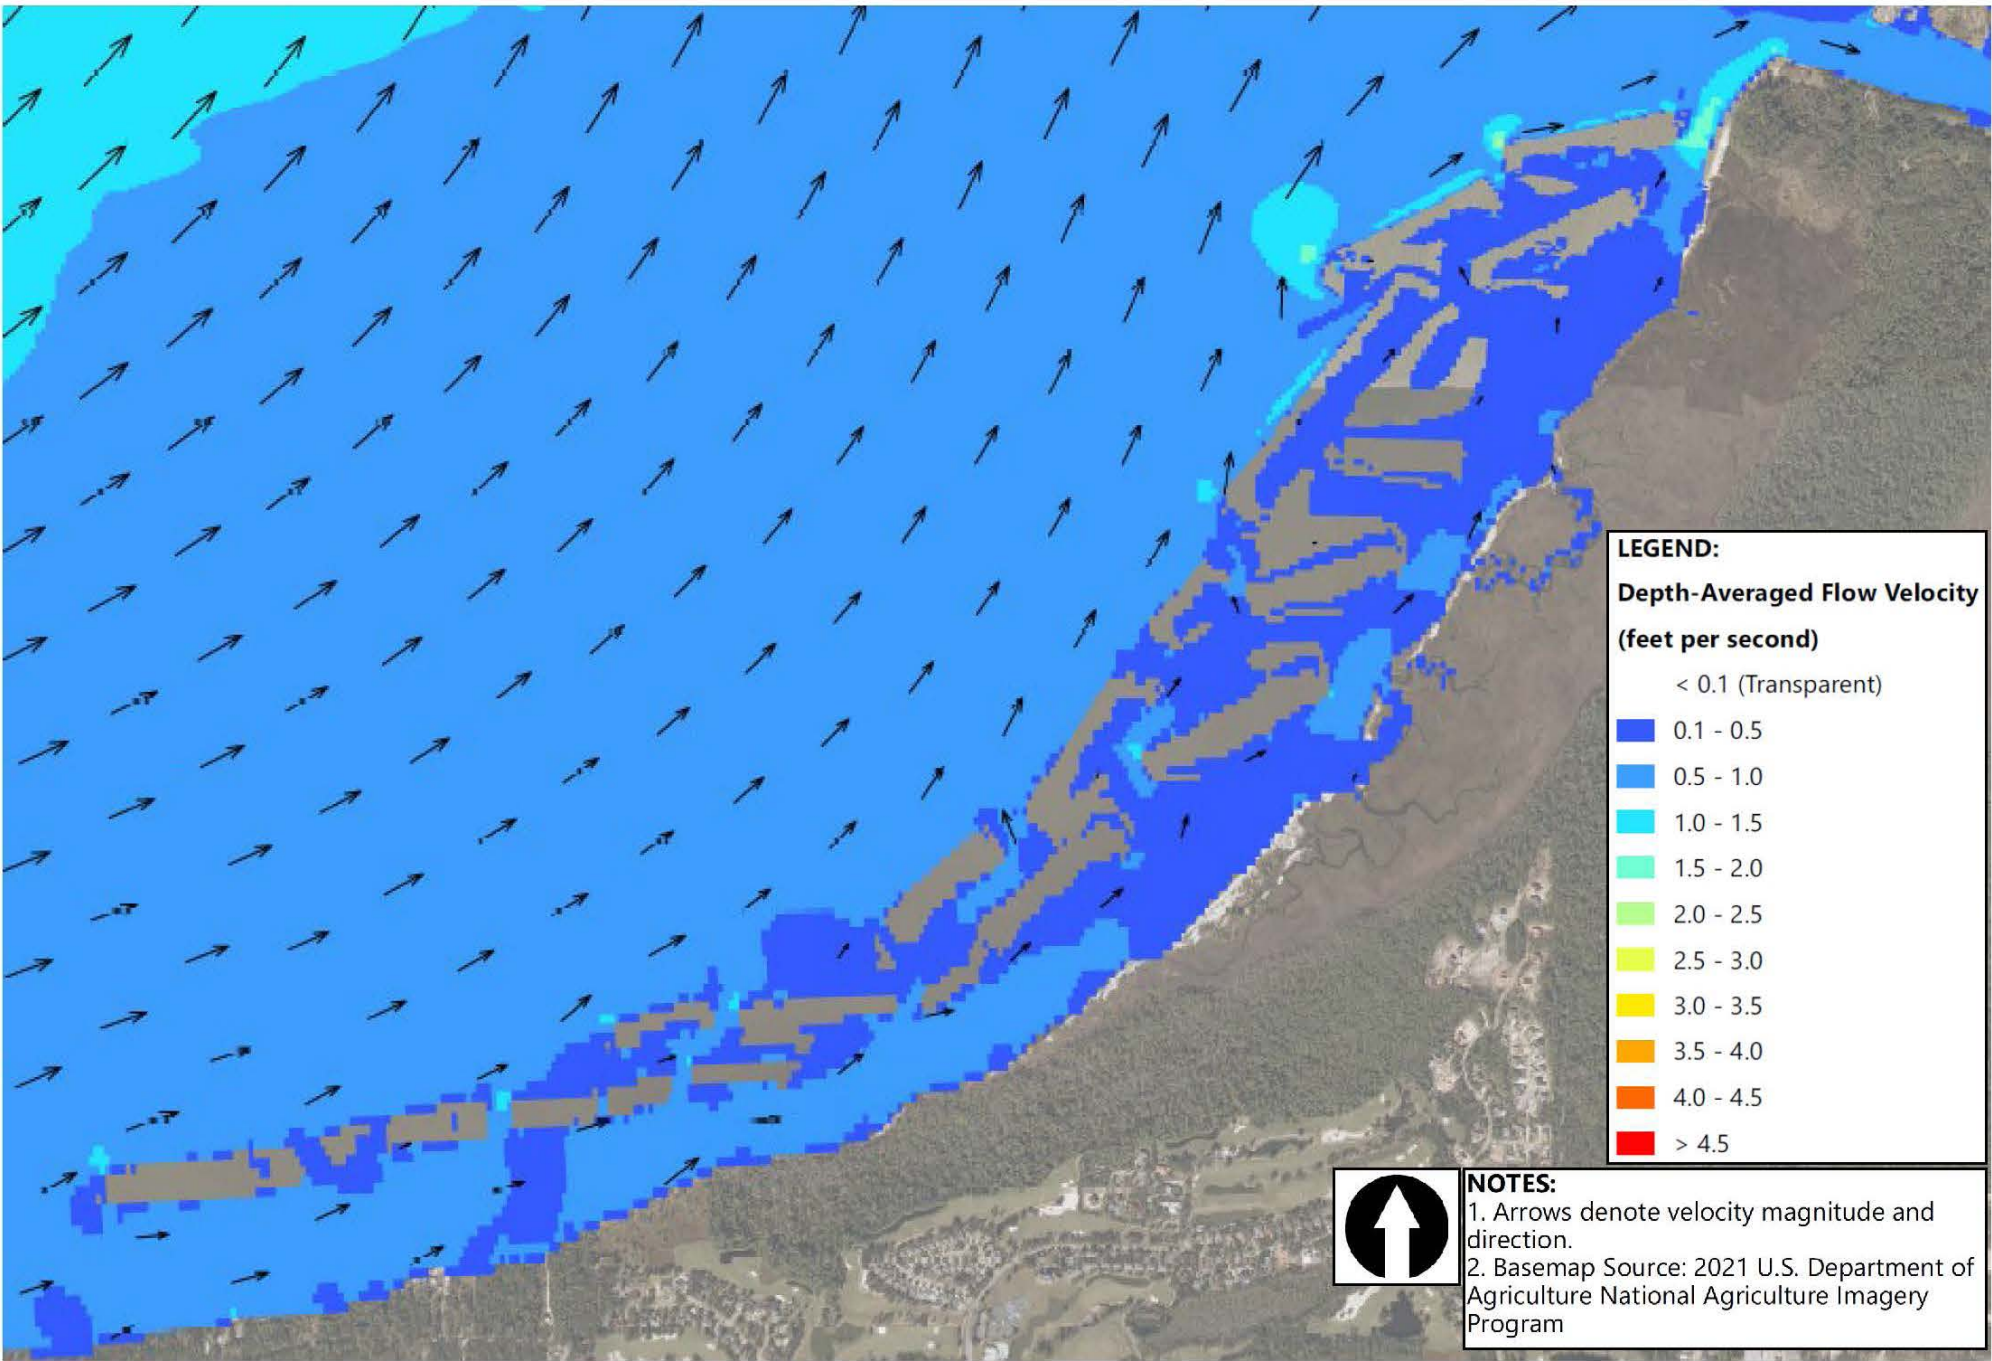 LEGEND:
Depth-Averaged Flow Velocity
(feet per second)
< 0.1 (Transparent)
0.1 - 0.5
0.5 - 1.0
1.0 - 1.5
1.5 - 2.0
2.0 - 2.5
2.5 - 3.0
3.0 - 3.5
3.5 - 4.0
4.0 - 4.5
> 4.5
NOTES:
1. Arrows denote velocity magnitude and
direction.
2. Basemap Source: 2021 U.S. Department of
Agriculture National Agriculture Imagery
Program